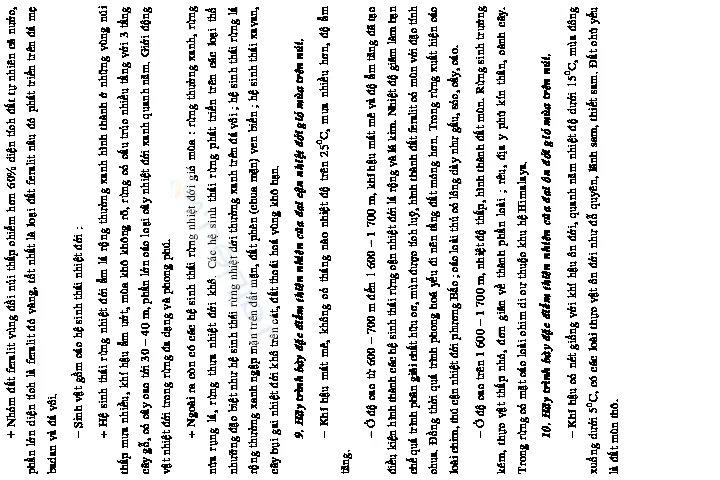 + Nhóm đất feralit vùng đồi núi thấp chiếm hơn 60% diện tích đất tự nhiên cả nước,
phần lớn diện tích là feralit đỏ vàng, tốt nhất là loại đất feralit nâu đỏ phát triển trên đá mẹ
badan và đá vôi.
– Sinh vật gồm các hệ sinh thái nhiệt đới :
+ Hệ sinh thái rừng nhiệt đới ẩm lá rộng thường xanh hình thành ở những vùng núi
thấp mưa nhiều, khí hậu ẩm ướt, mùa khô không rõ, rừng có cấu trúc nhiều tầng với 3 tầng
cây gỗ, có cây cao tới 30 – 40 m, phần lớn các loại cây nhiệt đới xanh quanh năm. Giới động
vật nhiệt đới trong rừng đa dạng và phong phú.
+ Ngoài ra còn có các hệ sinh thái rừng nhiệt đới gió mùa : rừng thường xanh, rừng
nửa rụng lá, rừng thưa nhiệt đới khô. Các hệ sinh thái rừng phát triển trên các loại thổ
nhưỡng đặc biệt như hệ sinh thái rừng nhiệt đới thường xanh trên đá vôi ; hệ sinh thái rừng lá
rộng thường xanh ngập mặn trên đất mặn, đất phèn (chua mặn) ven biển ; hệ sinh thái xa van,
cây bụi gai nhiệt đới khô trên cát, đất thoái hoá vùng khô hạn.
9. Hãy trình bày đặc điểm thiên nhiên của đai cận nhiệt đới gió mùa trên núi.
– Khí hậu mát mẻ, không có tháng nào nhiệt độ trên 25⁰C, mưa nhiều hơn, độ ẩm
tăng.
– Ở độ cao từ 600 – 700 m đến 1 600 – 1 700 m, khí hậu mát mẻ và độ ẩm tăng đã tạo
điều kiện hình thành các hệ sinh thái rừng cận nhiệt đới lá rộng và lá kim. Nhiệt độ giảm làm hạn
chế quá trình phân giải chất hữu cơ, mùn được tích luỹ, hình thành đất feralit có mùn với đặc tính
chua. Đồng thời quá trình phong hoá yếu đi nên tầng đất mỏng hơn. Trong rừng xuất hiện các
loài chim, thú cận nhiệt đới phương Bắc ; các loài thú có lông dày như gấu, sóc, cầy, cáo.
– Ở độ cao trên 1 600 – 1 700 m, nhiệt độ thấp, hình thành đất mùn. Rừng sinh trưởng
kém, thực vật thấp nhỏ, đơn giản về thành phần loài ; rêu, địa y phủ kín thân, cành cây.
Trong rừng có mặt các loài chim di cư thuộc khu hệ Himalaya.
10. Hãy trình bày đặc điểm thiên nhiên của đai ôn đới gió mùa trên núi.
– Khí hậu có nét giống với khí hậu ôn đới, quanh năm nhiệt độ dưới 15⁰C, mùa đông
xuống dưới 5⁰C, có các loài thực vật ôn đới như đỗ quyên, lãnh sam, thiết sam. Đất chủ yếu
là đất mùn thô.